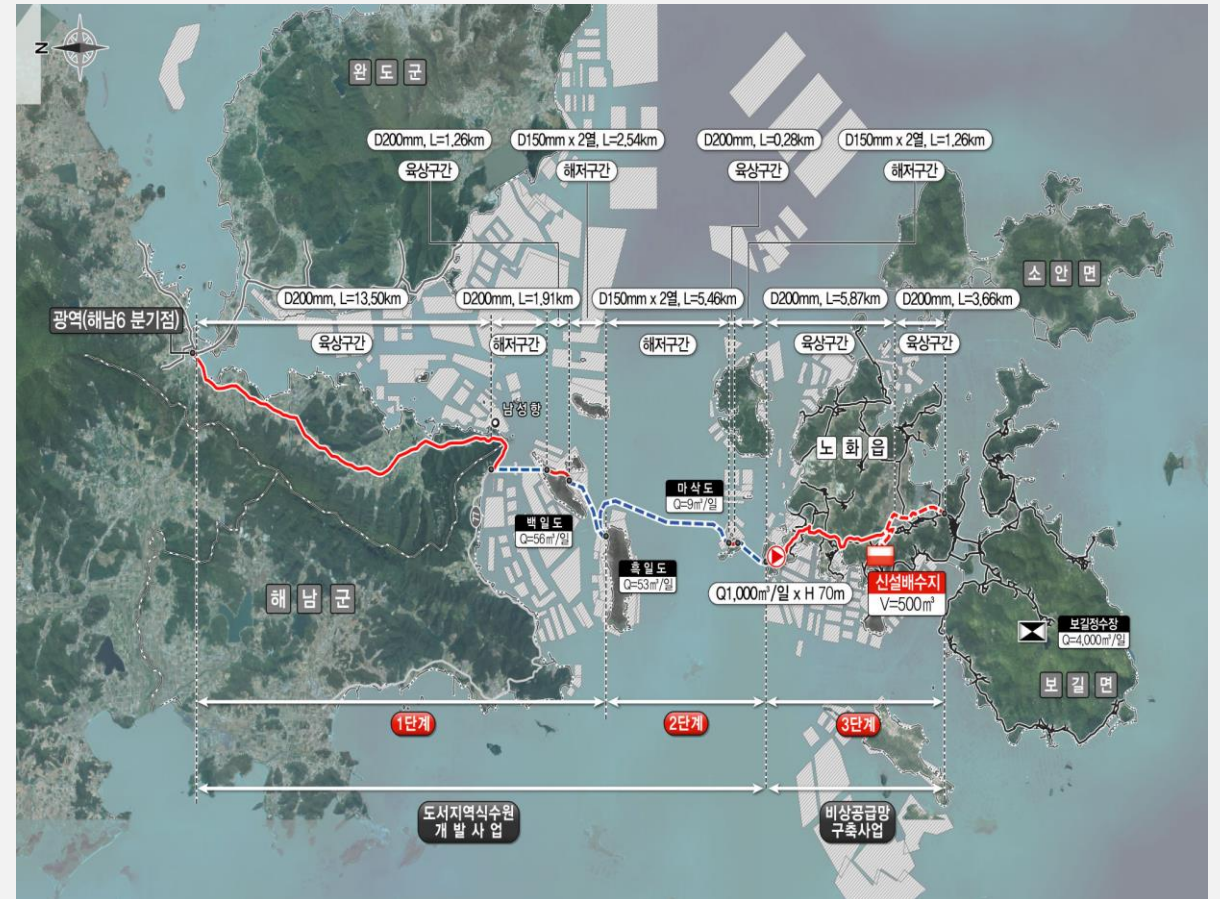 N
완도군
D200mm, L=1,26km
육상구간
D150mm x 2열, L=2,54km
해저구간
D200mm, L=0,28km
육상구간
D150mm x 2열, L=1,26km
해저구간
소안면
광역(해남6 분기점)
D200mm, L=13,50km
육상구간
D200mm, L=1,91km
해저구간
D150mm x 2열, L=5,46km
해저구간
D200mm, L=5,87km
육상구간
D200mm, L=3,66km
육상구간
남성항
노화읍
마삭도
Q=9㎥/일
백일도
Q=56㎥/일
흑일도
Q=53㎥/일
Q1,000㎥/일 x H 70m
신설배수지
V=500㎥
해남군
보길정수장
Q=4,000㎥/일
보길면
1단계
2단계
3단계
도서지역식수원
개발사업
비상공급망
구축사업